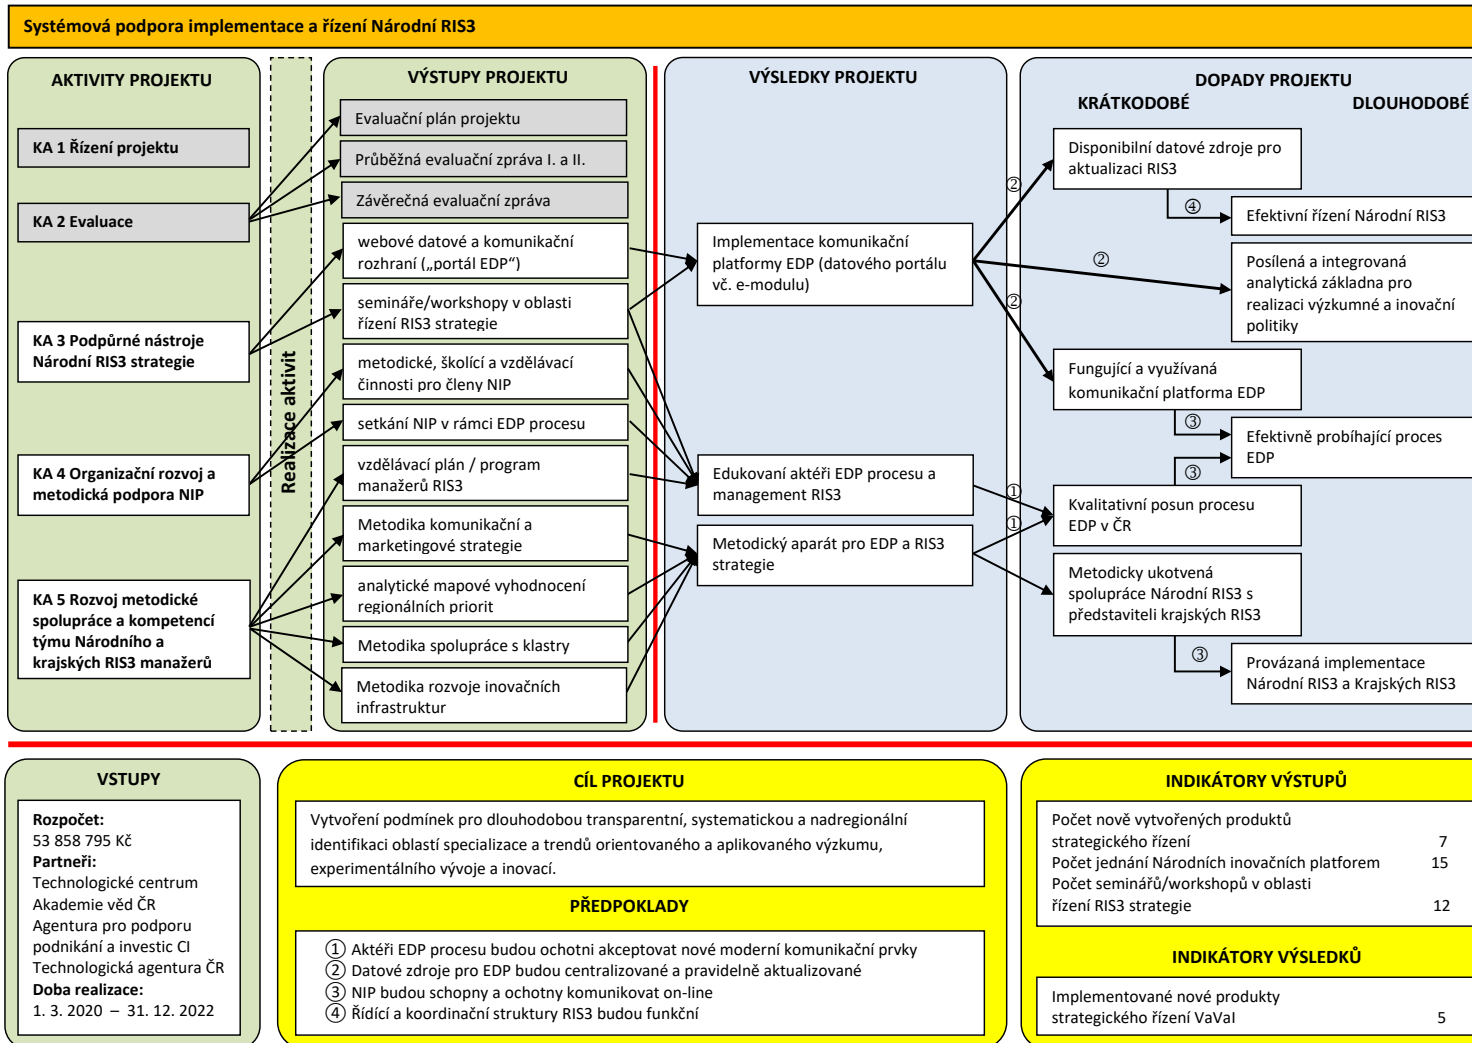 Systémová podpora implementace a řízení Národní RIS3
AKTIVITY PROJEKTU
KA 1 Řízení projektu
KA 2 Evaluace
KA 3 Podpůrné nástroje
Národní RIS3 strategie
KA 4 Organizační rozvoj a
metodická podpora NIP
KA 5 Rozvoj metodické
spolupráce a kompetencí
týmu Národního a
krajských RIS3 manažerů
Realizace aktivit
VÝSTUPY PROJEKTU
Evaluační plán projektu
Průběžná evaluační zpráva I. a II.
Závěrečná evaluační zpráva
webové datové a komunikační
rozhraní („portál EDP“)
semináře/workshopy v oblasti
řízení RIS3 strategie
metodické, školící a vzdělávací
činnosti pro členy NIP
setkání NIP v rámci EDP procesu
vzdělávací plán / program
manažerů RIS3
Metodika komunikační a
marketingové strategie
analytické mapové vyhodnocení
regionálních priorit
Metodika spolupráce s klastry
Metodika rozvoje inovačních
infrastruktur
VÝSLEDKY PROJEKTU
Implementace komunikační
platformy EDP (datového portálu
vč. e-modulu)
Edukovaní aktéři EDP procesu a
management RIS3
Metodický aparát pro EDP a RIS3
strategie
DOPADY PROJEKTU
KRÁTKODOBÉ DLOUHODOBÉ
②
Disponibilní datové zdroje pro
aktualizaci RIS3
④
Efektivní řízení Národní RIS3
②
Posílená a integrovaná
analytická základna pro
realizaci výzkumné a inovační
politiky
②
Fungující a využívaná
komunikační platforma EDP
③
Efektivně probíhající proces
EDP
③
①
Kvalitativní posun procesu
EDP v ČR
①
Metodicky ukotvená
spolupráce Národní RIS3 s
představiteli krajských RIS3
③
Provázaná implementace
Národní RIS3 a Krajských RIS3
VSTUPY
Rozpočet:
53 858 795 Kč
Partneři:
Technologické centrum
Akademie věd ČR
Agentura pro podporu
podnikání a investic CI
Technologická agentura ČR
Doba realizace:
1. 3. 2020 – 31. 12. 2022
CÍL PROJEKTU
Vytvoření podmínek pro dlouhodobou transparentní, systematickou a nadregionální
identifikaci oblastí specializace a trendů orientovaného a aplikovaného výzkumu,
experimentálního vývoje a inovací.
PŘEDPOKLADY
① Aktéři EDP procesu budou ochotni akceptovat nové moderní komunikační prvky
② Datové zdroje pro EDP budou centralizované a pravidelně aktualizované
③ NIP budou schopny a ochotny komunikovat on-line
④ Řídící a koordinační struktury RIS3 budou funkční
INDIKÁTORY VÝSTUPŮ
Počet nově vytvořených produktů
strategického řízení 7
Počet jednání Národních inovačních platforem 15
Počet seminářů/workshopů v oblasti
řízení RIS3 strategie 12
INDIKÁTORY VÝSLEDKŮ
Implementované nové produkty
strategického řízení VaVaI 5